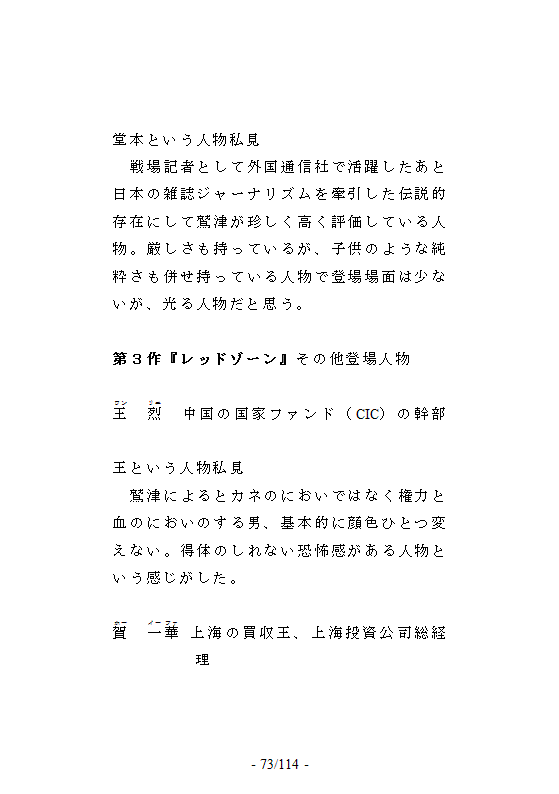 堂本という人物私見
　戦場記者として外国通信社で活躍したあと
日本の雑誌ジャーナリズムを牽引した伝説的
存在にして鷲津が珍しく高く評価している人
物。厳しさも持っているが、子供のような純
粋さも併せ持っている人物で登場場面は少な
いが、光る人物だと思う。
第３作『レッドゾーン』その他登場人物
王　烈　中国の国家ファンド（CIC）の幹部
王という人物私見
　鷲津によるとカネのにおいではなく権力と
血のにおいのする男、基本的に顔色ひとつ変
えない。得体のしれない恐怖感がある人物と
いう感じがした。
賀　一華　上海の買収王、上海投資公司総経
理
- 73/114 -